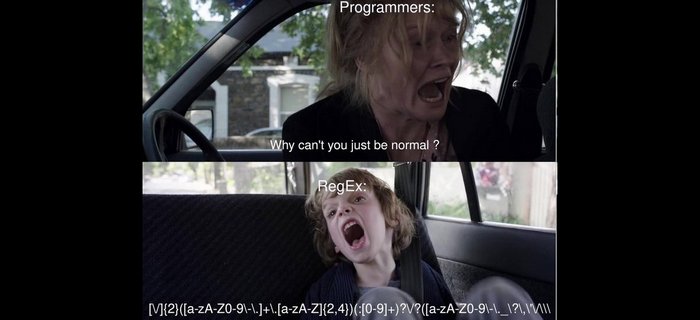 Programmers:
Why can't you just be normal ?
RegEx:
[\/]{2}([a-zA-Z0-9\-\.]+\.[a-zA-Z]{2,4})(:[0-9]+)?\/?([a-zA-Z0-9\-\._\?\,\'\/\\\